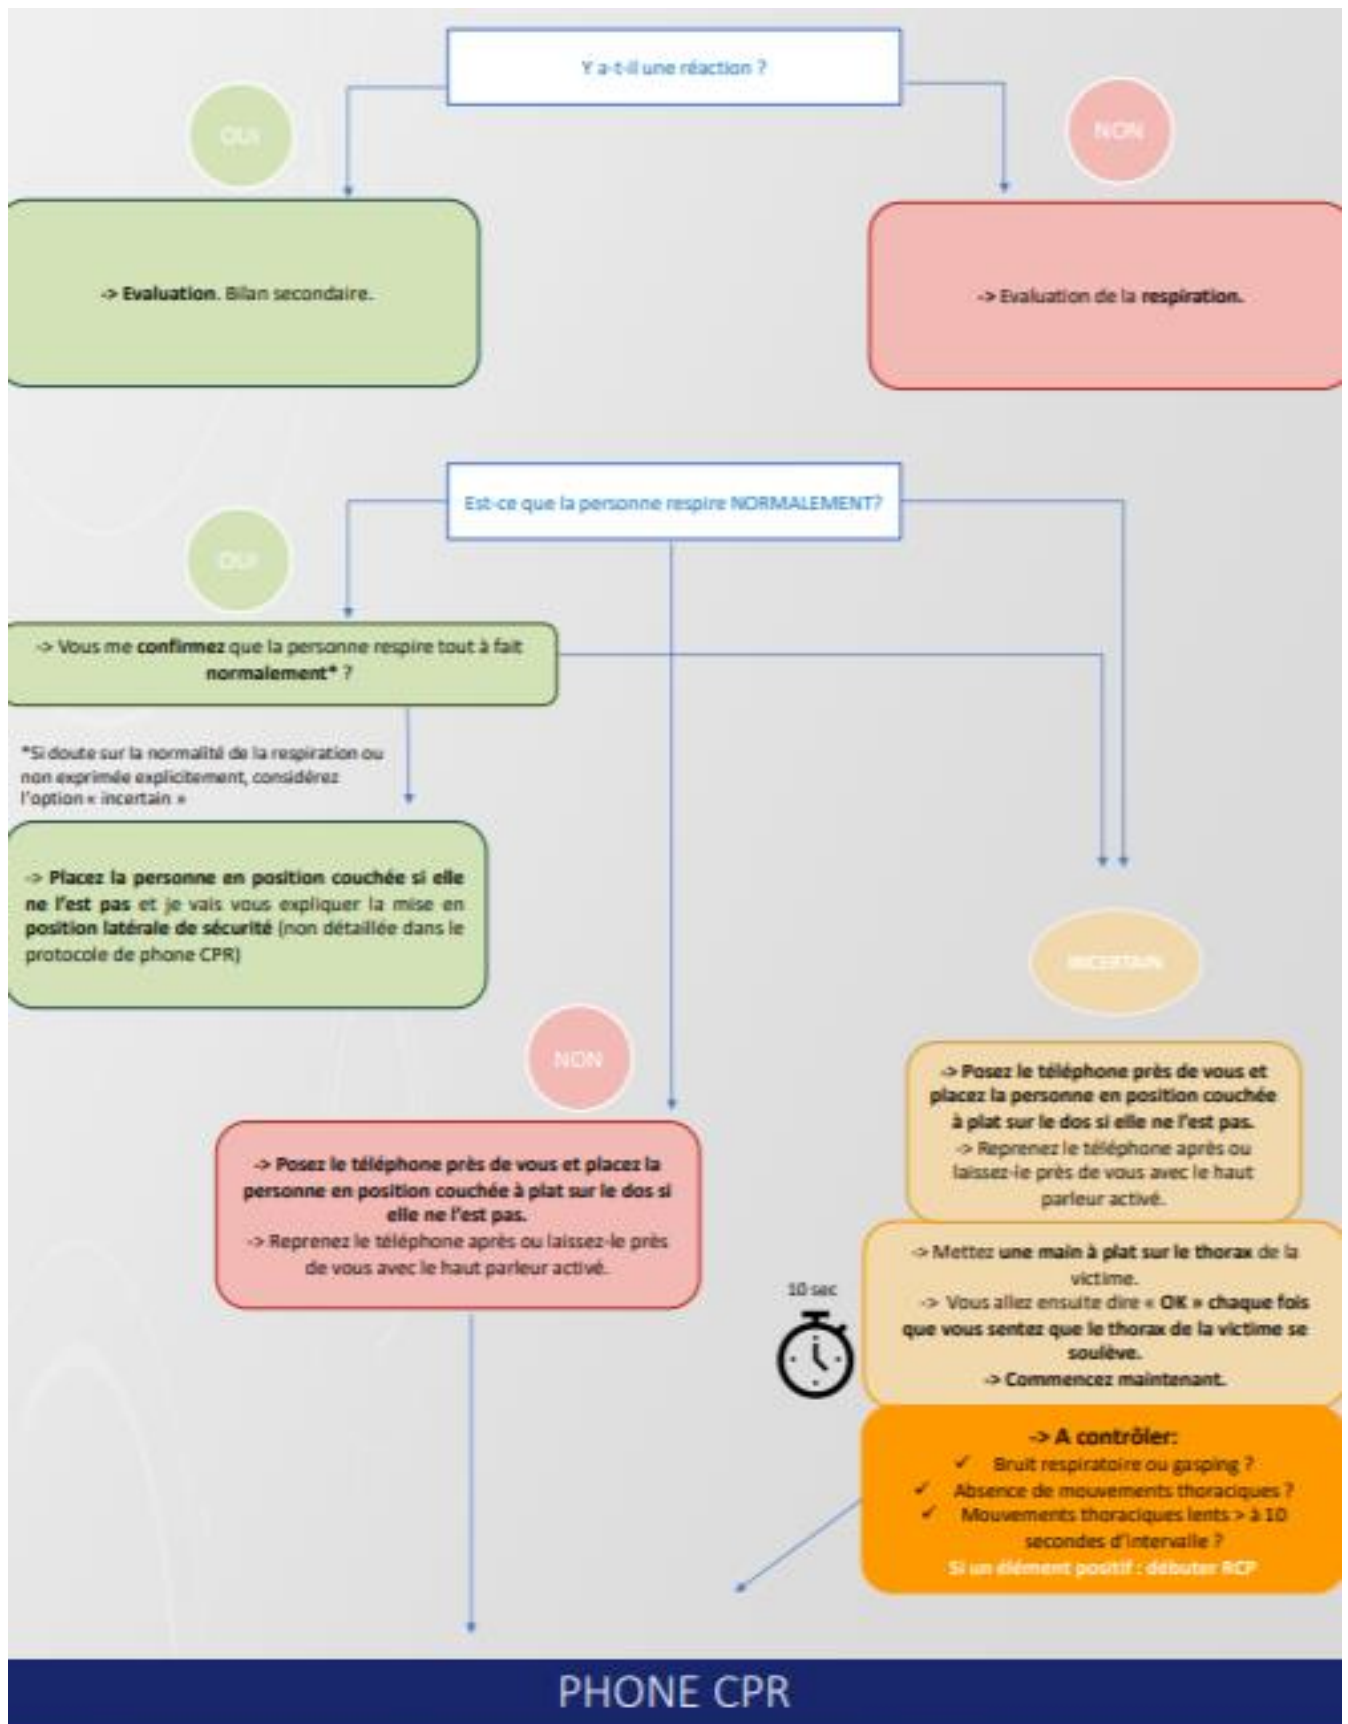 Y a-t-il une réaction ?
OUI
NON
-> Evaluation. Bilan secondaire.
-> Evaluation de la respiration.
Est-ce que la personne respire NORMALEMENT?
OUI
-> Vous me confirmez que la personne respire tout à fait
normalement* ?
*Si doute sur la normalité de la respiration ou
non exprimée explicitement, considérez
l'option « incertain »
-> Placez la personne en position couchée si elle
ne l'est pas et je vais vous expliquer la mise en
position latérale de sécurité (non détaillée dans le
protocole de phone CPR)
INCERTAIN
NON
-> Posez le téléphone près de vous et placez la
personne en position couchée à plat sur le dos si
elle ne l'est pas.
-> Reprenez le téléphone après ou laissez-le près
de vous avec le haut parleur activé.
-> Posez le téléphone près de vous et
placez la personne en position couchée
à plat sur le dos si elle ne l'est pas.
-> Reprenez le téléphone après ou
laissez-le près de vous avec le haut
parleur activé.
10 sec
-> Mettez une main à plat sur le thorax de la
victime.
-> Vous allez ensuite dire « OK » chaque fois
que vous sentez que le thorax de la victime se
soulève.
-> Commencez maintenant.
-> A contrôler:
✓ Bruit respiratoire ou gasping ?
✓ Absence de mouvements thoraciques ?
✓ Mouvements thoraciques lents > à 10
secondes d'intervalle ?
Si un élément positif : débuter RCP
PHONE CPR